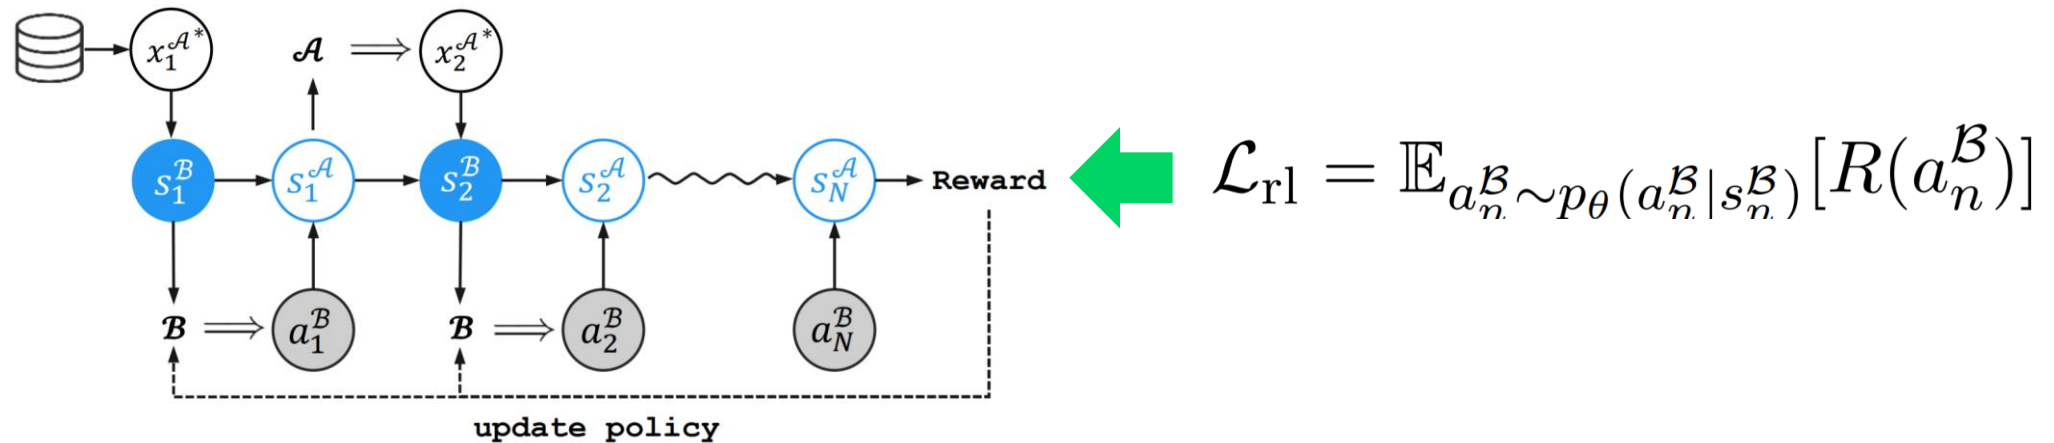 x_1^{𝒜*} 𝒜 ⟹ x_2^{𝒜*}
s_1^ℬ s_1^𝒜 s_2^ℬ s_2^𝒜 s_N^𝒜 Reward
ℬ ⟹ a_1^ℬ ℬ ⟹ a_2^ℬ a_N^ℬ
update policy
ℒ_rl = 𝔼_{a_n^ℬ∼p_θ(a_n^ℬ|s_n^ℬ)}[R(a_n^ℬ)]